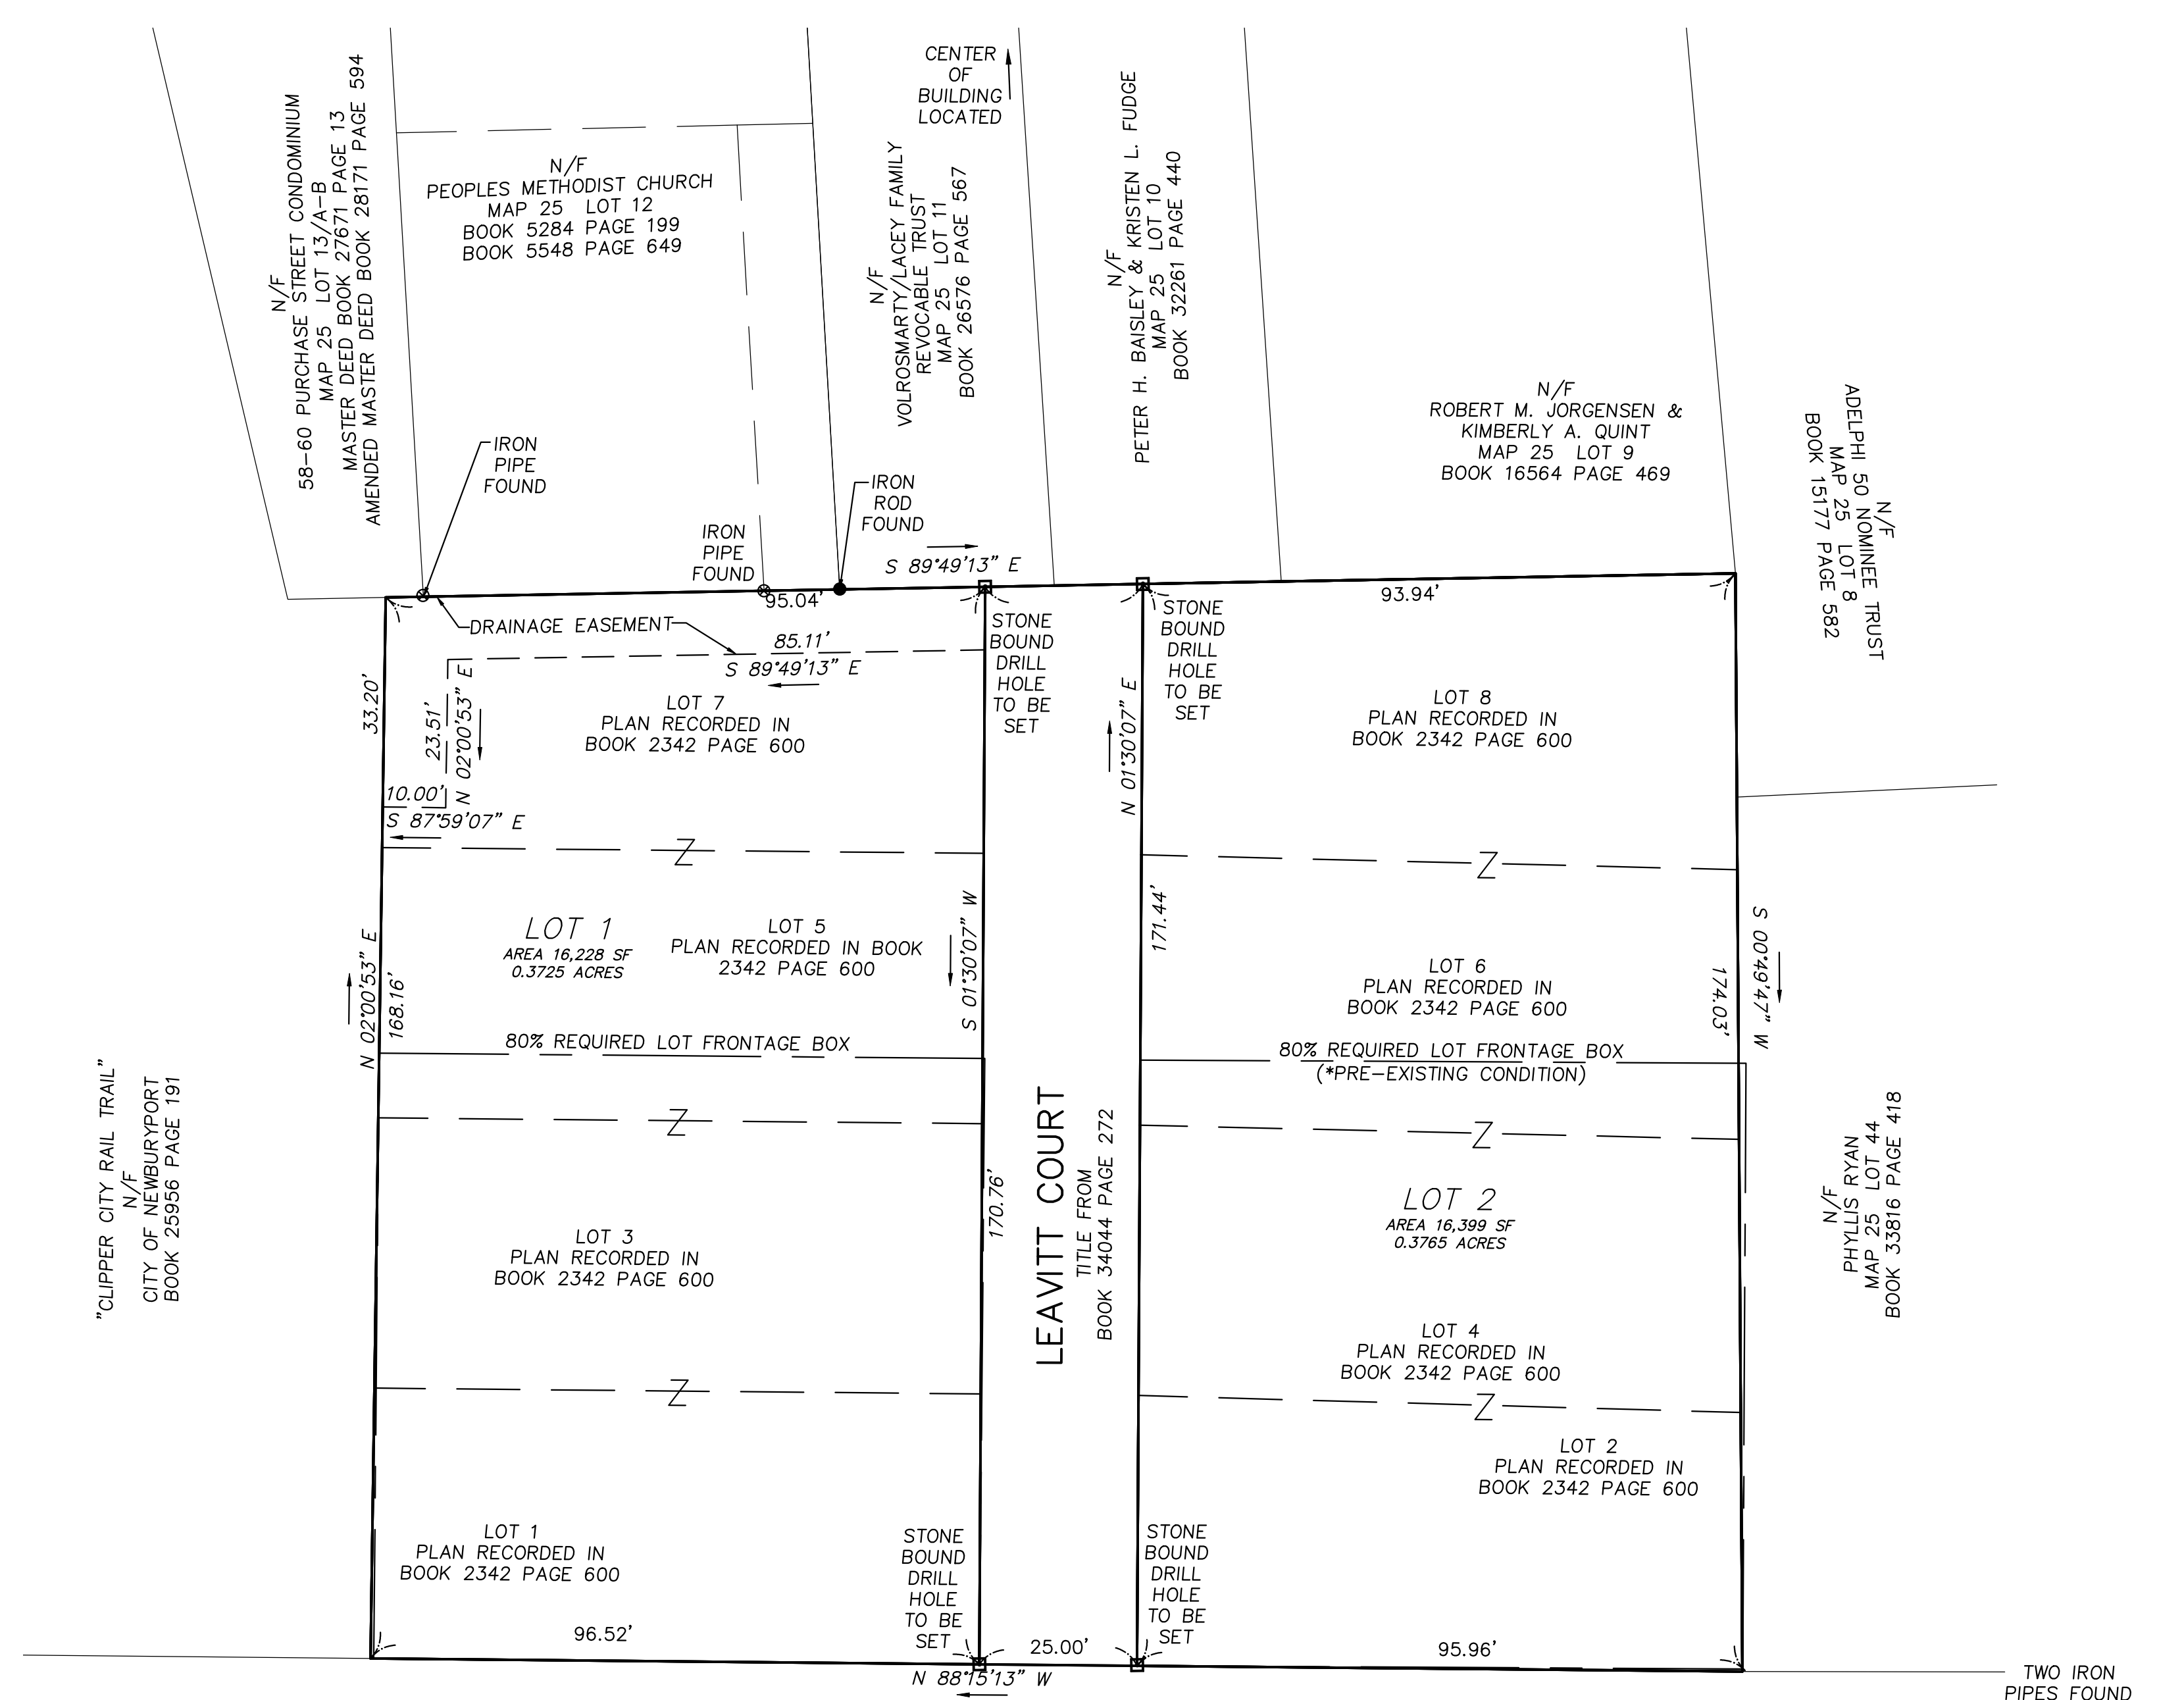 N/F
58-60 PURCHASE STREET CONDOMINIUM
MAP 25 LOT 13/A-B
MASTER DEED BOOK 27671 PAGE 13
AMENDED MASTER DEED BOOK 28171 PAGE 594
N/F
PEOPLES METHODIST CHURCH
MAP 25 LOT 12
BOOK 5284 PAGE 199
BOOK 5548 PAGE 649
CENTER
OF
BUILDING
LOCATED
N/F
VOLROSMARTY/LACEY FAMILY
REVOCABLE TRUST
MAP 25 LOT 11
BOOK 26576 PAGE 567
N/F
PETER H. BAISLEY & KRISTEN L. FUDGE
MAP 25 LOT 10
BOOK 32261 PAGE 440
N/F
ROBERT M. JORGENSEN &
KIMBERLY A. QUINT
MAP 25 LOT 9
BOOK 16564 PAGE 469
N/F
ADELPHI 50 NOMINEE TRUST
MAP 25 LOT 8
BOOK 15177 PAGE 582
IRON
PIPE
FOUND
IRON
PIPE
FOUND
IRON
ROD
FOUND
S 89°49'13" E
95.04'
93.94'
DRAINAGE EASEMENT
85.11'
S 89°49'13" E
33.20'
23.51'
N 02°00'53" E
10.00'
S 87°59'07" E
LOT 7
PLAN RECORDED IN
BOOK 2342 PAGE 600
STONE
BOUND
DRILL
HOLE
TO BE
SET
STONE
BOUND
DRILL
HOLE
TO BE
SET
N 01°30'07" E
LOT 8
PLAN RECORDED IN
BOOK 2342 PAGE 600
Z
Z
LOT 1
AREA 16,228 SF
0.3725 ACRES
LOT 5
PLAN RECORDED IN BOOK
2342 PAGE 600
S 01°30'07" W
171.44'
LOT 6
PLAN RECORDED IN
BOOK 2342 PAGE 600
174.03'
S 00°49'47" W
N 02°00'53" E
168.16'
80% REQUIRED LOT FRONTAGE BOX
80% REQUIRED LOT FRONTAGE BOX
(*PRE-EXISTING CONDITION)
Z
Z
"CLIPPER CITY RAIL TRAIL"
N/F
CITY OF NEWBURYPORT
BOOK 25956 PAGE 191
LOT 3
PLAN RECORDED IN
BOOK 2342 PAGE 600
170.76'
LEAVITT COURT
TITLE FROM
BOOK 34044 PAGE 272
LOT 2
AREA 16,399 SF
0.3765 ACRES
N/F
PHYLLIS RYAN
MAP 25 LOT 44
BOOK 33816 PAGE 418
LOT 4
PLAN RECORDED IN
BOOK 2342 PAGE 600
Z
Z
LOT 2
PLAN RECORDED IN
BOOK 2342 PAGE 600
LOT 1
PLAN RECORDED IN
BOOK 2342 PAGE 600
STONE
BOUND
DRILL
HOLE
TO BE
SET
STONE
BOUND
DRILL
HOLE
TO BE
SET
96.52'
25.00'
95.96'
N 88°15'13" W
TWO IRON
PIPES FOUND